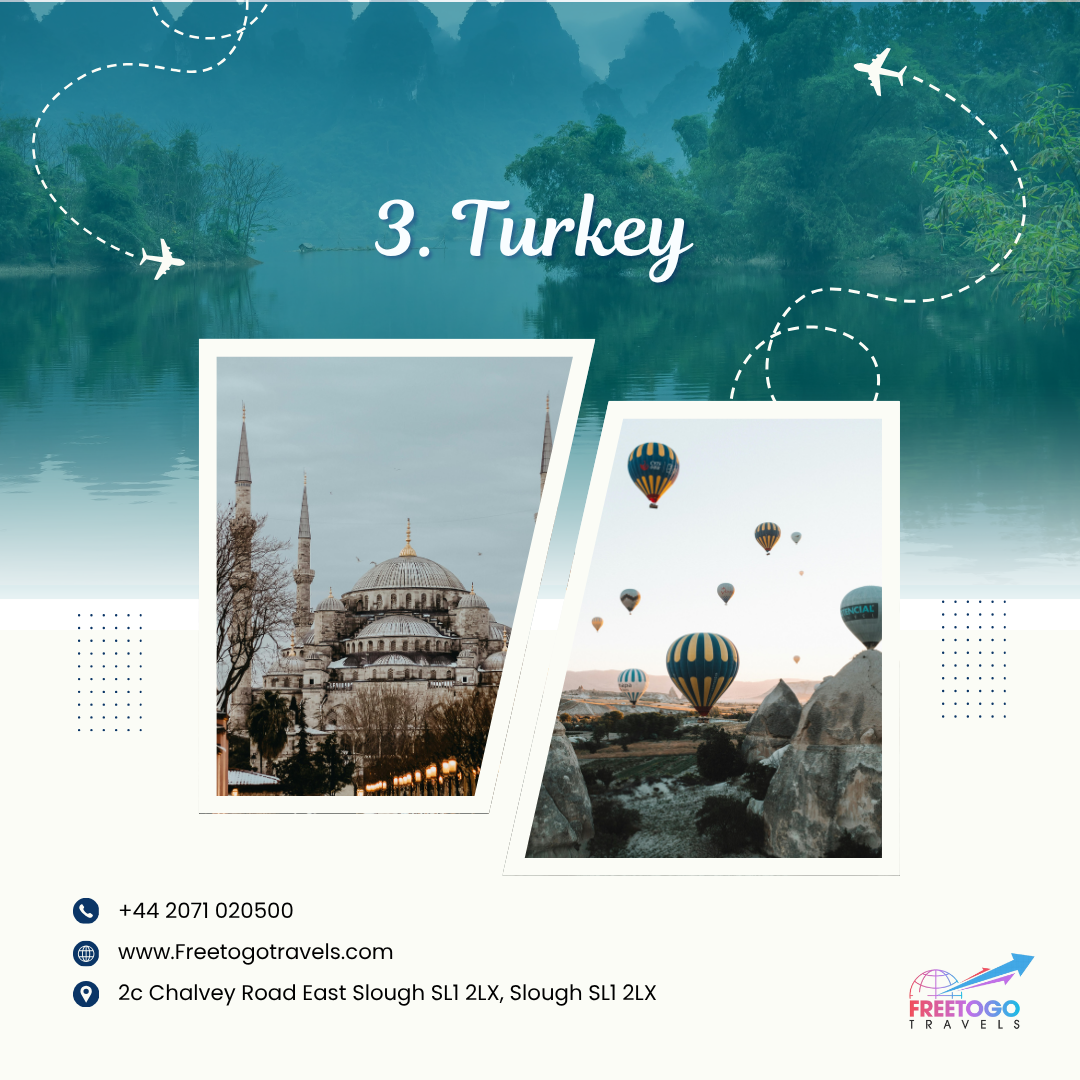 3. Turkey
CIAL
+44 2071 020500
www.Freetogotravels.com
2c Chalvey Road East Slough SL1 2LX, Slough SL1 2LX
FREETOGO
TRAVELS